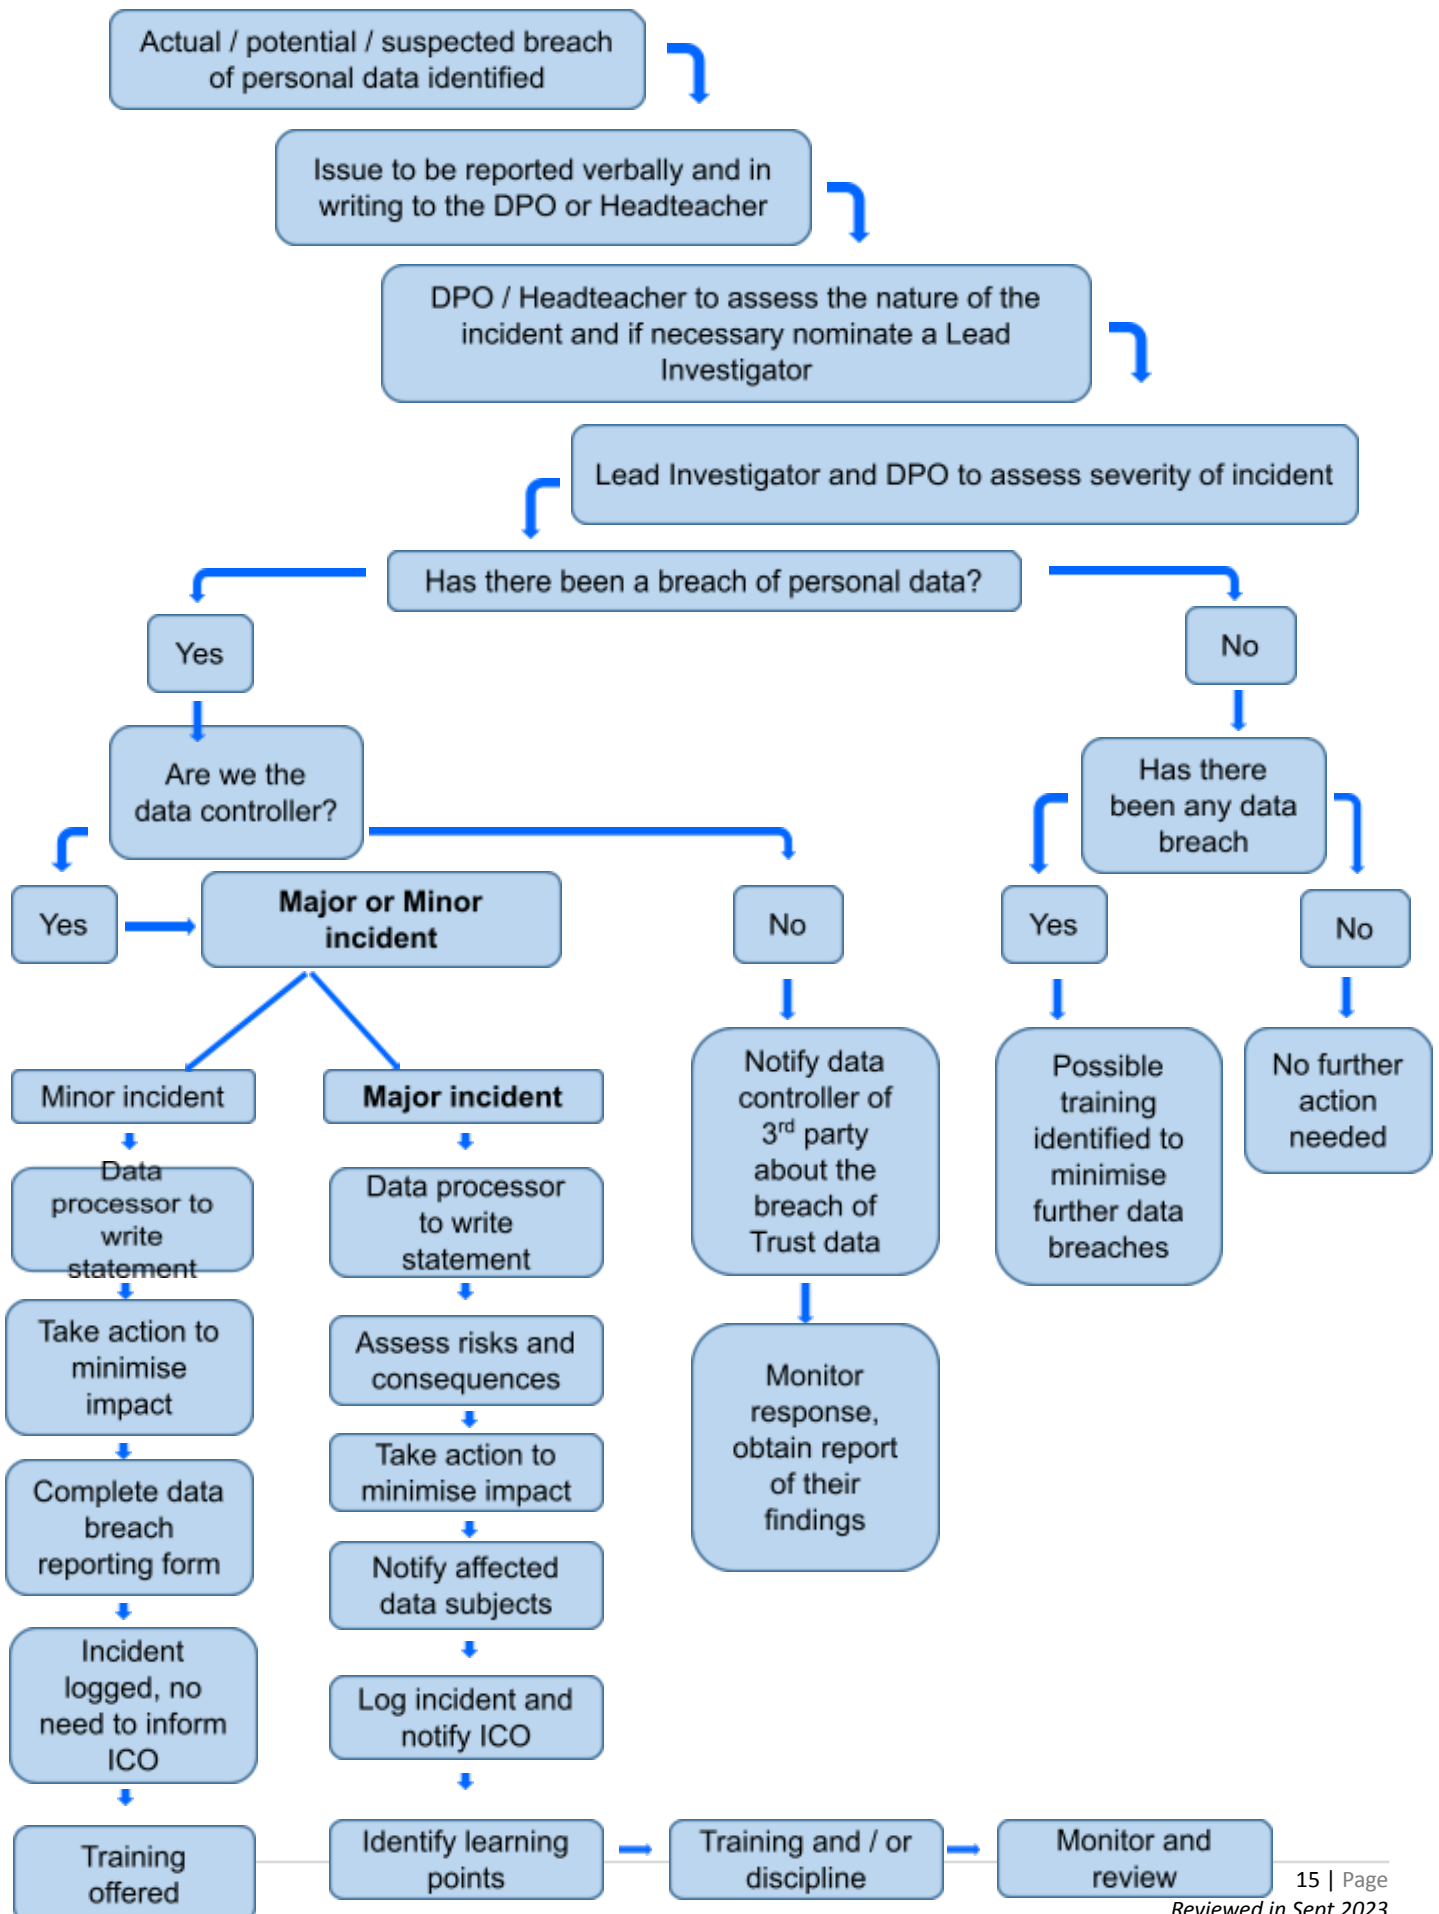 Actual / potential / suspected breach
of personal data identified
Issue to be reported verbally and in
writing to the DPO or Headteacher
DPO / Headteacher to assess the nature of the
incident and if necessary nominate a Lead
Investigator
Lead Investigator and DPO to assess severity of incident
Has there been a breach of personal data?
Yes
No
Are we the
data controller?
Has there
been any data
breach
Yes
Major or Minor
incident
No
Yes
No
Minor incident
Data
processor to
write
statement
Take action to
minimise
impact
Complete data
breach
reporting form
Incident
logged, no
need to inform
ICO
Training
offered
Major incident
Data processor
to write
statement
Assess risks and
consequences
Take action to
minimise impact
Notify affected
data subjects
Log incident and
notify ICO
Identify learning
points
Training and / or
discipline
Monitor and
review
Notify data
controller of
3rd party
about the
breach of
Trust data
Monitor
response,
obtain report
of their
findings
Possible
training
identified to
minimise
further data
breaches
No further
action
needed
15 | Page
Reviewed in Sept 2023